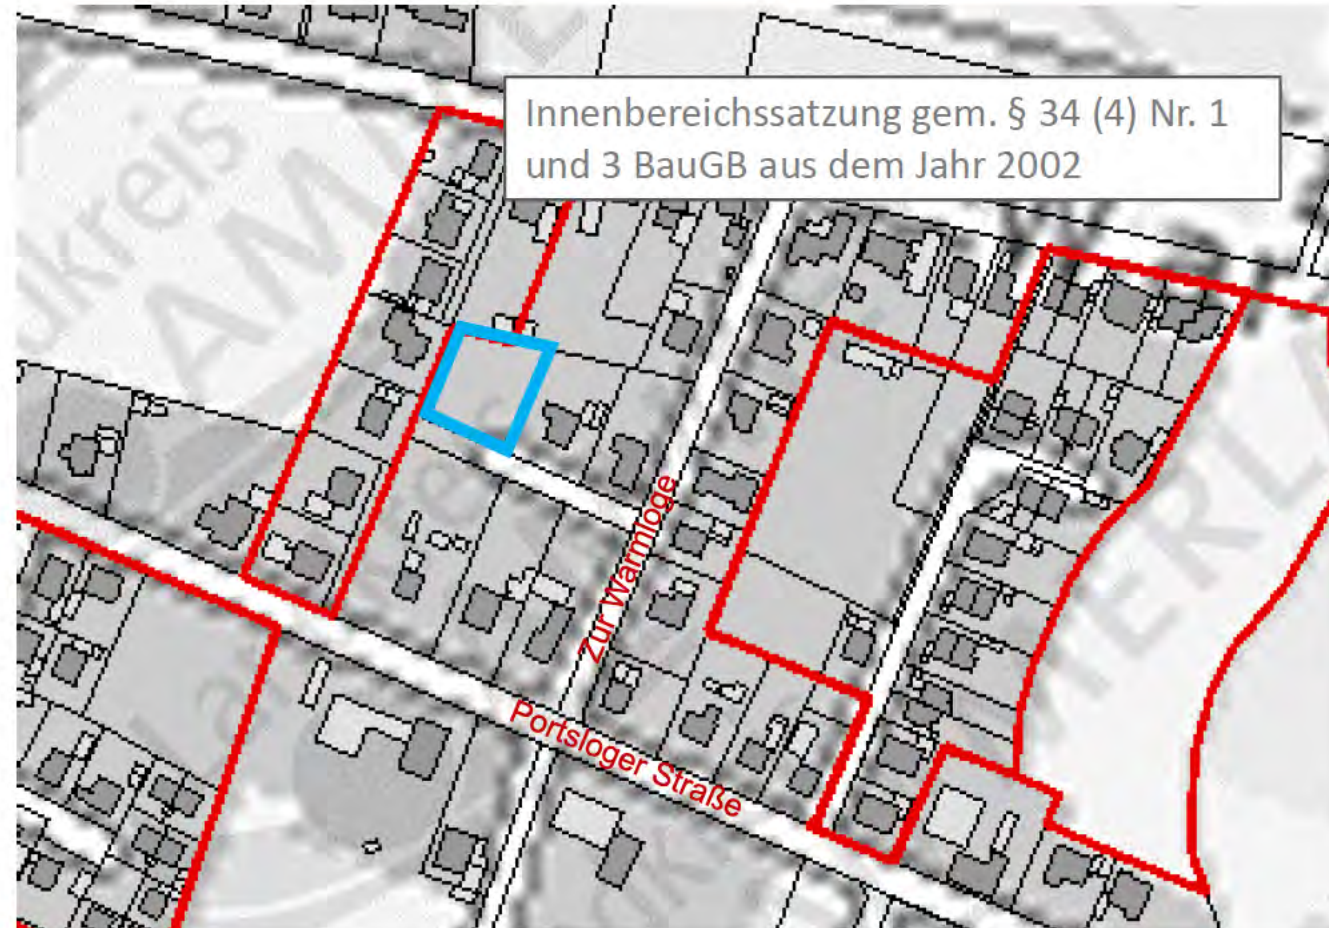 Innenbereichssatzung gem. § 34 (4) Nr. 1
und 3 BauGB aus dem Jahr 2002
Zur Warmloge
Portsloger Straße